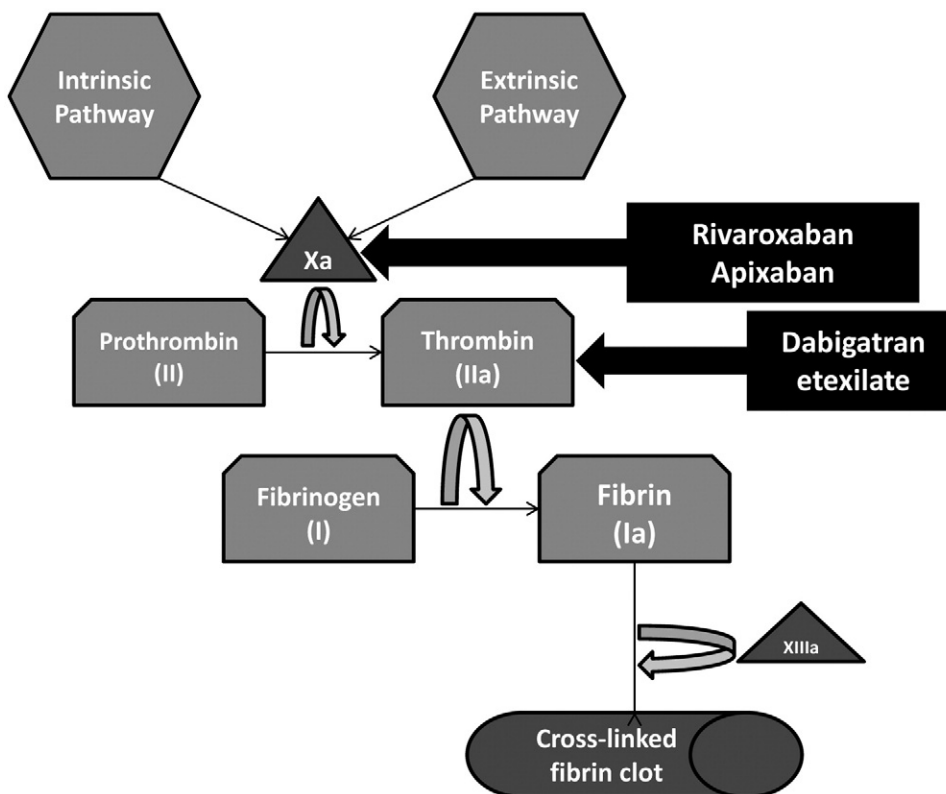 Intrinsic
Pathway
Extrinsic
Pathway
Xa
Rivaroxaban
Apixaban
Prothrombin
(II)
Thrombin
(IIa)
Dabigatran
etexilate
Fibrinogen
(I)
Fibrin
(Ia)
XIIIa
Cross-linked
fibrin clot